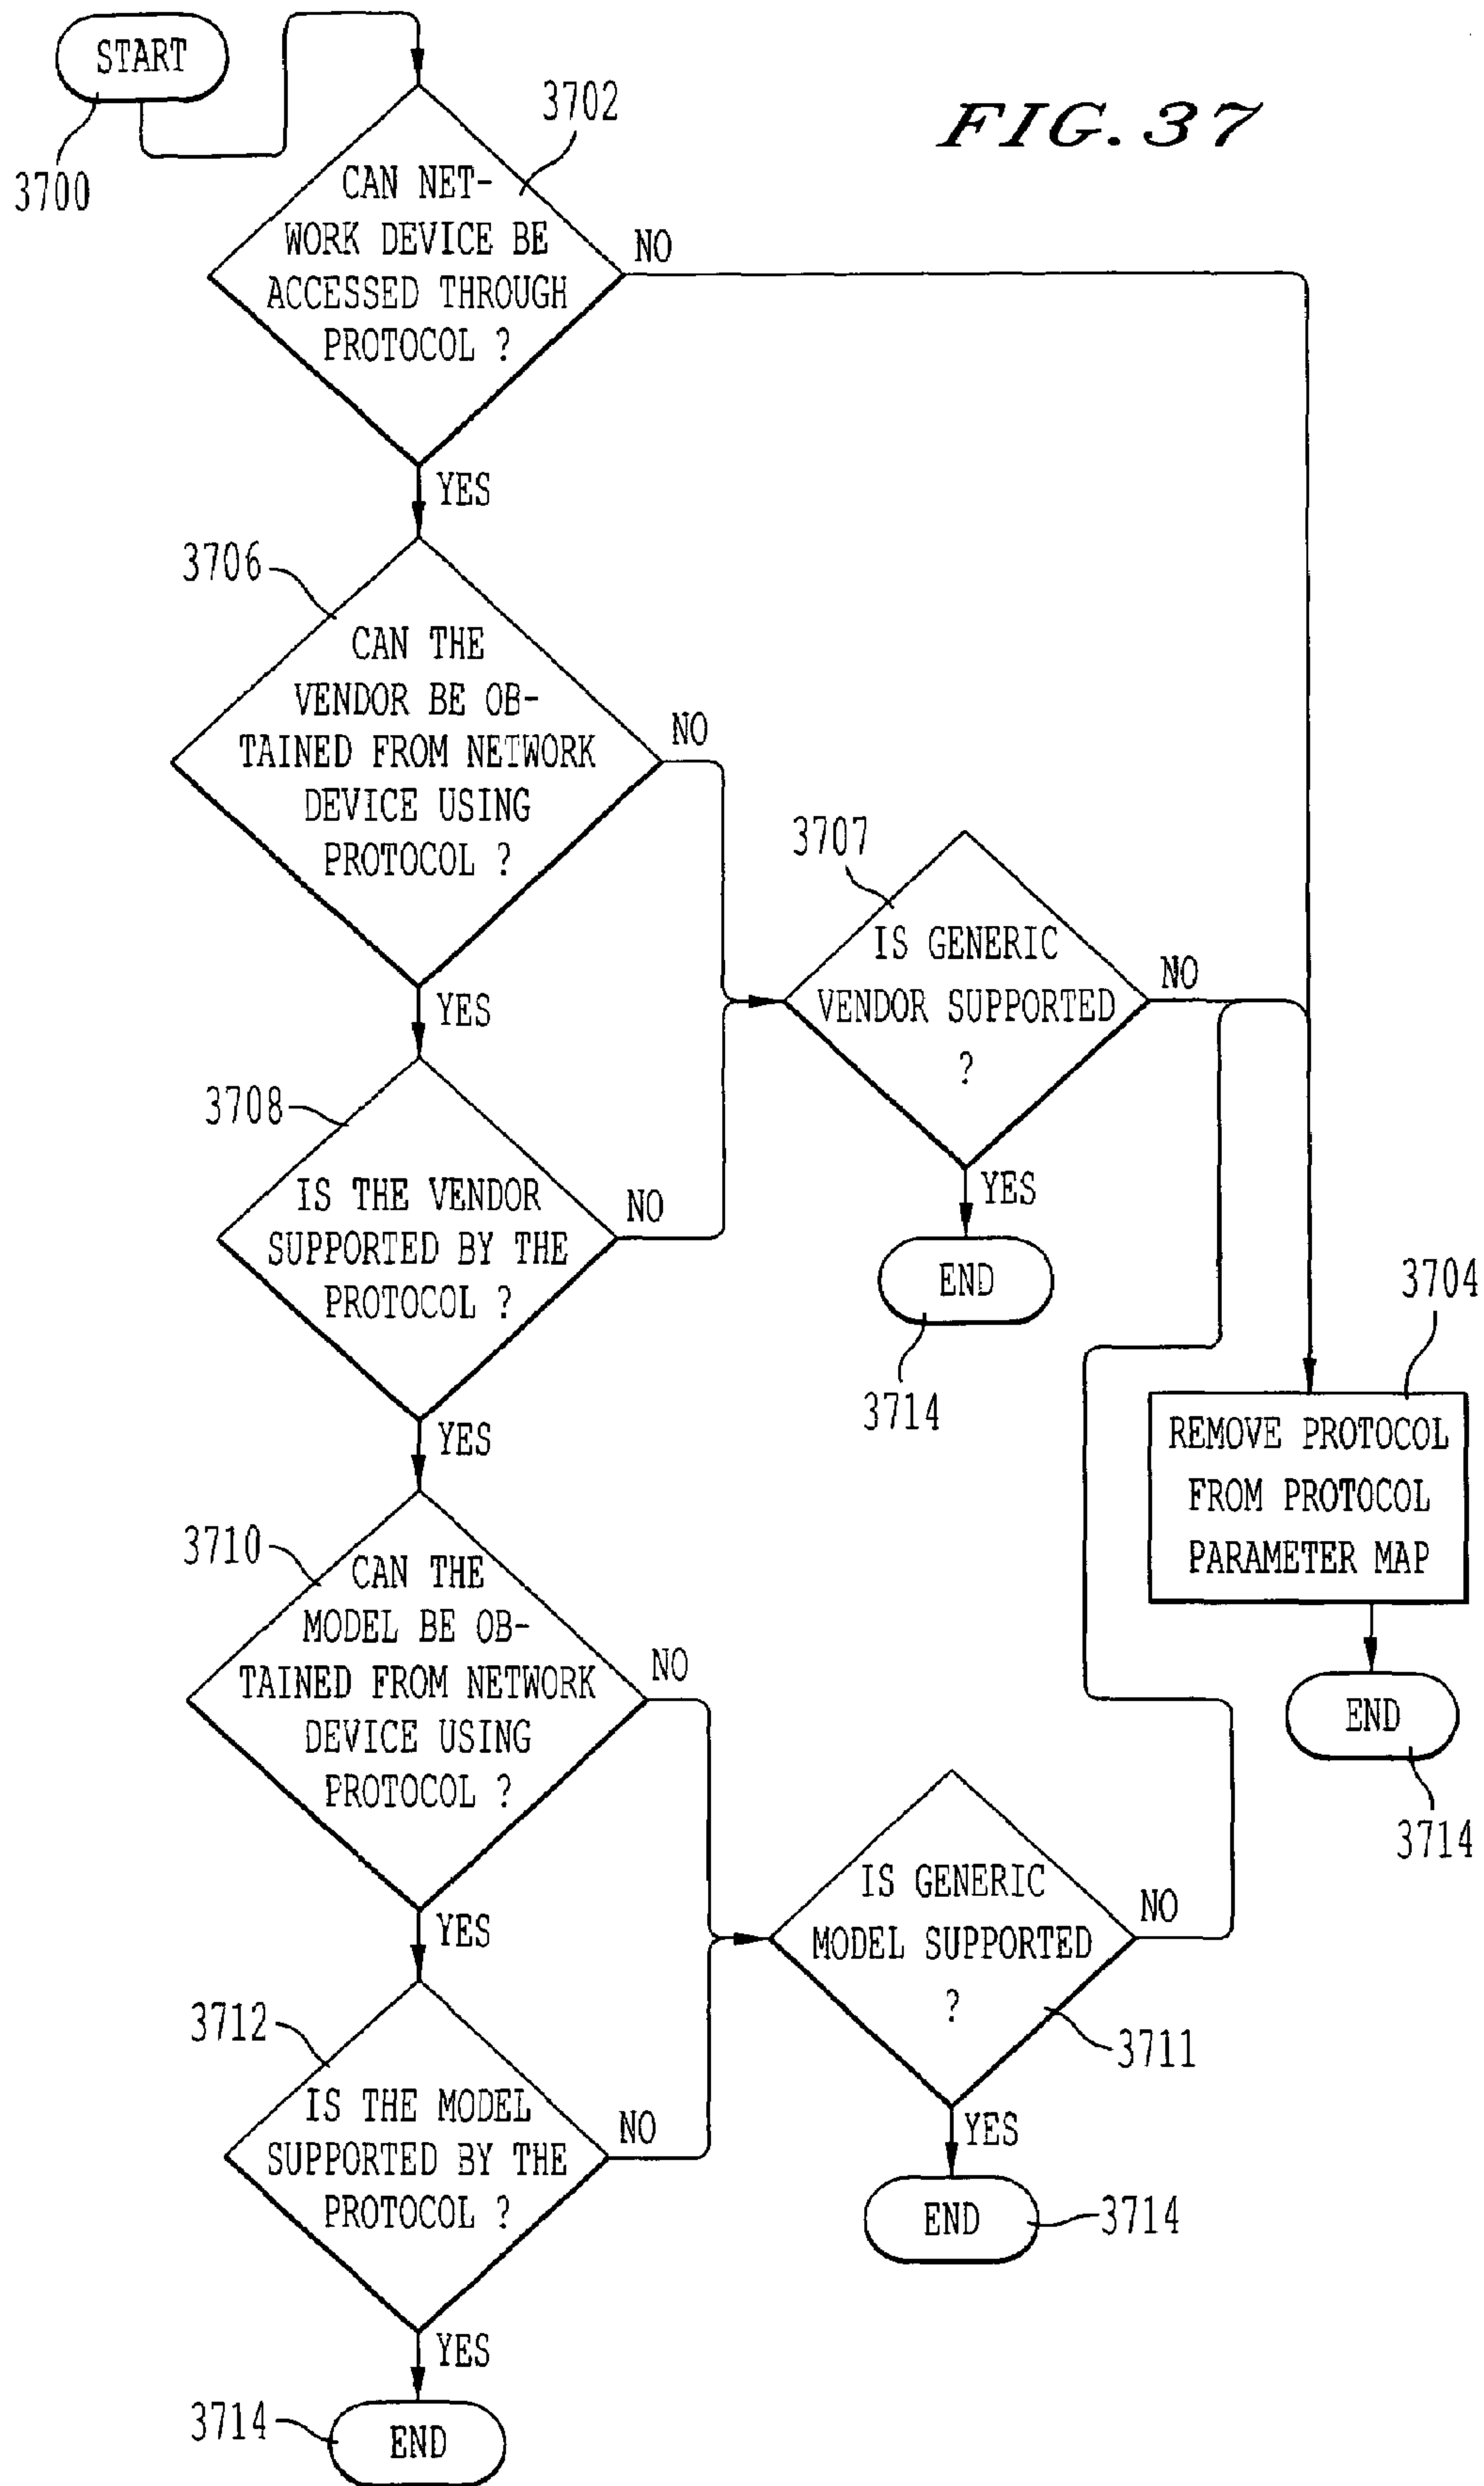 START
3700
FIG. 37
3702
CAN NET-
WORK DEVICE BE
ACCESSED THROUGH
PROTOCOL ?
NO
YES
3706
CAN THE
VENDOR BE OB-
TAINED FROM NETWORK
DEVICE USING
PROTOCOL ?
NO
YES
3707
IS GENERIC
VENDOR SUPPORTED
?
NO
YES
END
3714
3708
IS THE VENDOR
SUPPORTED BY THE
PROTOCOL ?
NO
YES
3704
REMOVE PROTOCOL
FROM PROTOCOL
PARAMETER MAP
END
3714
3710
CAN THE
MODEL BE OB-
TAINED FROM NETWORK
DEVICE USING
PROTOCOL ?
NO
YES
IS GENERIC
MODEL SUPPORTED
?
NO
3711
YES
END
3714
3712
IS THE MODEL
SUPPORTED BY THE
PROTOCOL ?
NO
YES
3714
END